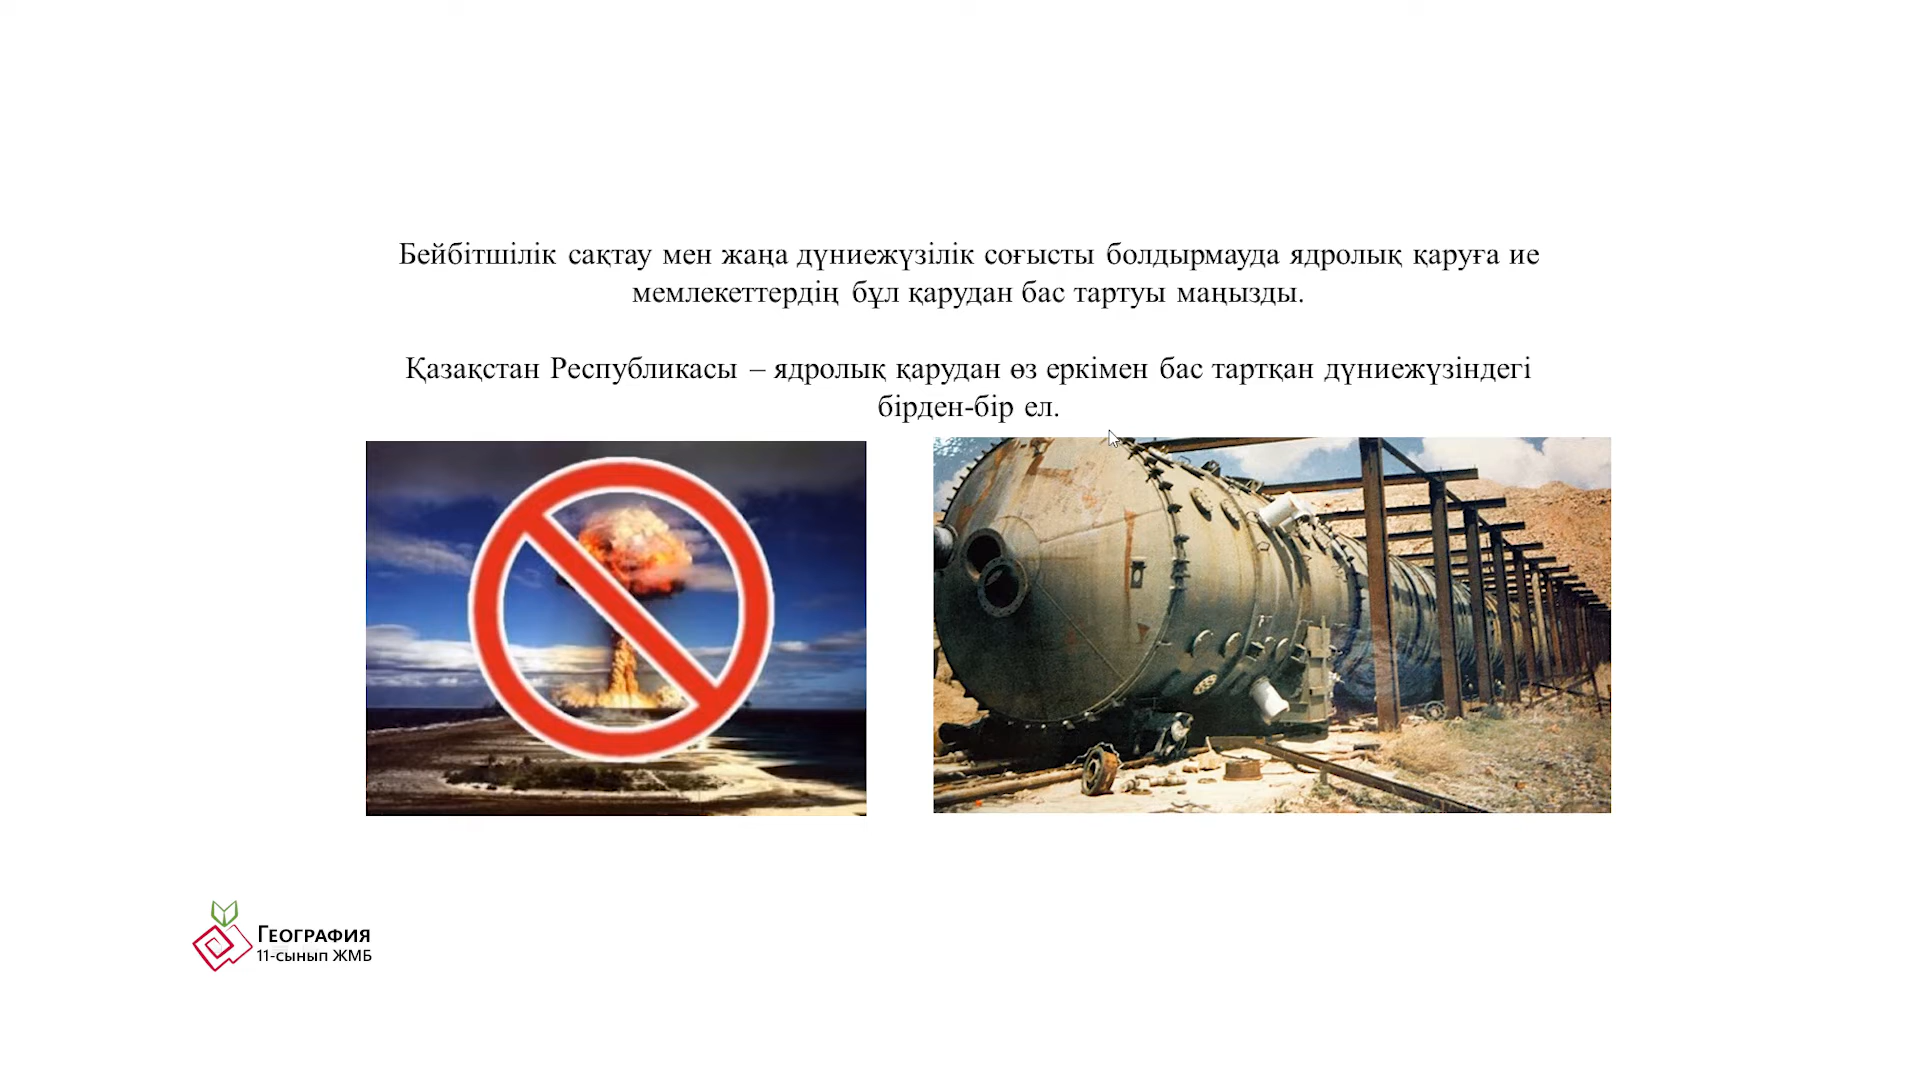 Бейбітшілік сақтау мен жаңа дүниежүзілік соғысты болдырмауда ядролық қаруға ие
мемлекеттердің бұл қарудан бас тартуы маңызды.
Қазақстан Республикасы – ядролық қарудан өз еркімен бас тартқан дүниежүзіндегі
бірден-бір ел.
География
11-сынып ЖМБ